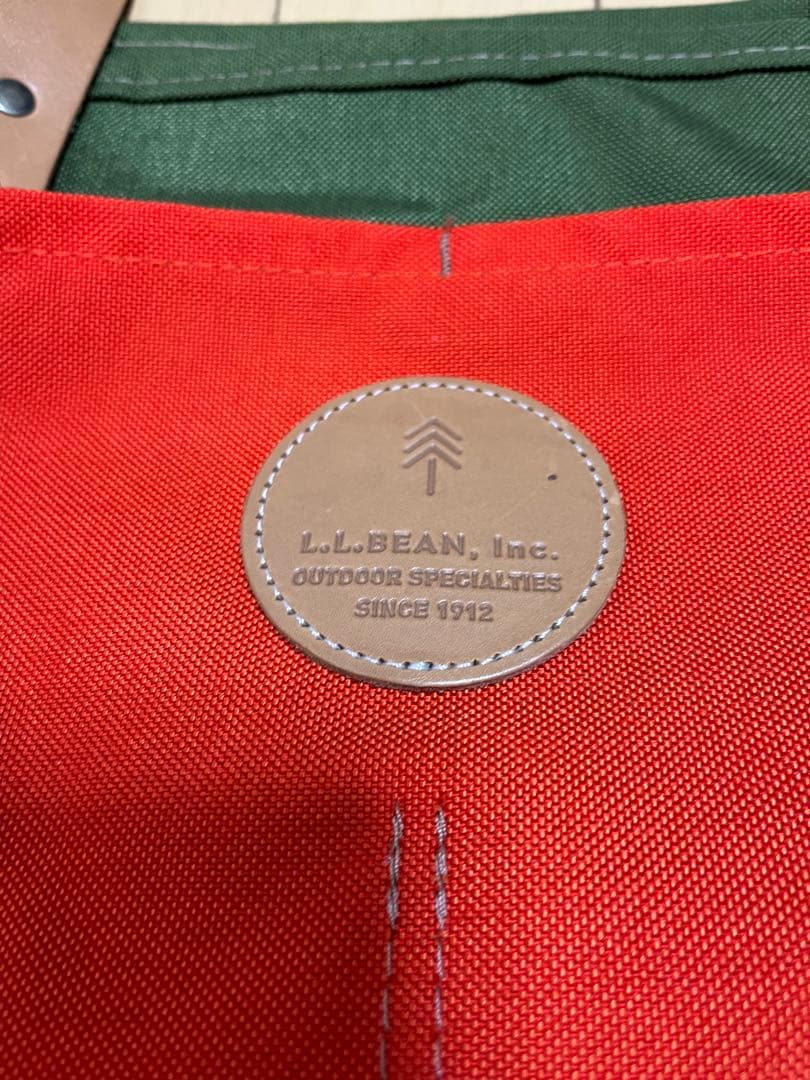 L.L.BEAN, Inc.
OUTDOOR SPECIALTIES
SINCE 1912